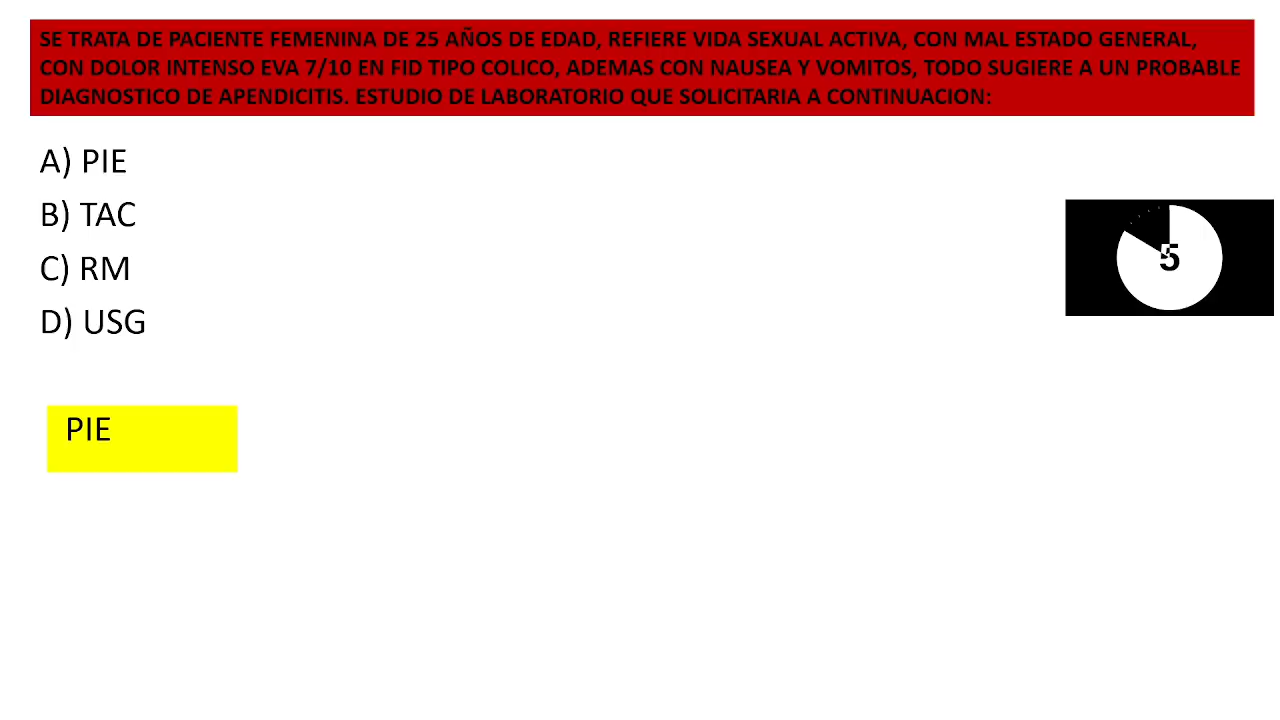 SE TRATA DE PACIENTE FEMENINA DE 25 AÑOS DE EDAD, REFIERE VIDA SEXUAL ACTIVA, CON MAL ESTADO GENERAL,
CON DOLOR INTENSO EVA 7/10 EN FID TIPO COLICO, ADEMAS CON NAUSEA Y VOMITOS, TODO SUGIERE A UN PROBABLE
DIAGNOSTICO DE APENDICITIS. ESTUDIO DE LABORATORIO QUE SOLICITARIA A CONTINUACION:
A) PIE
B) TAC
C) RM
D) USG
5
PIE